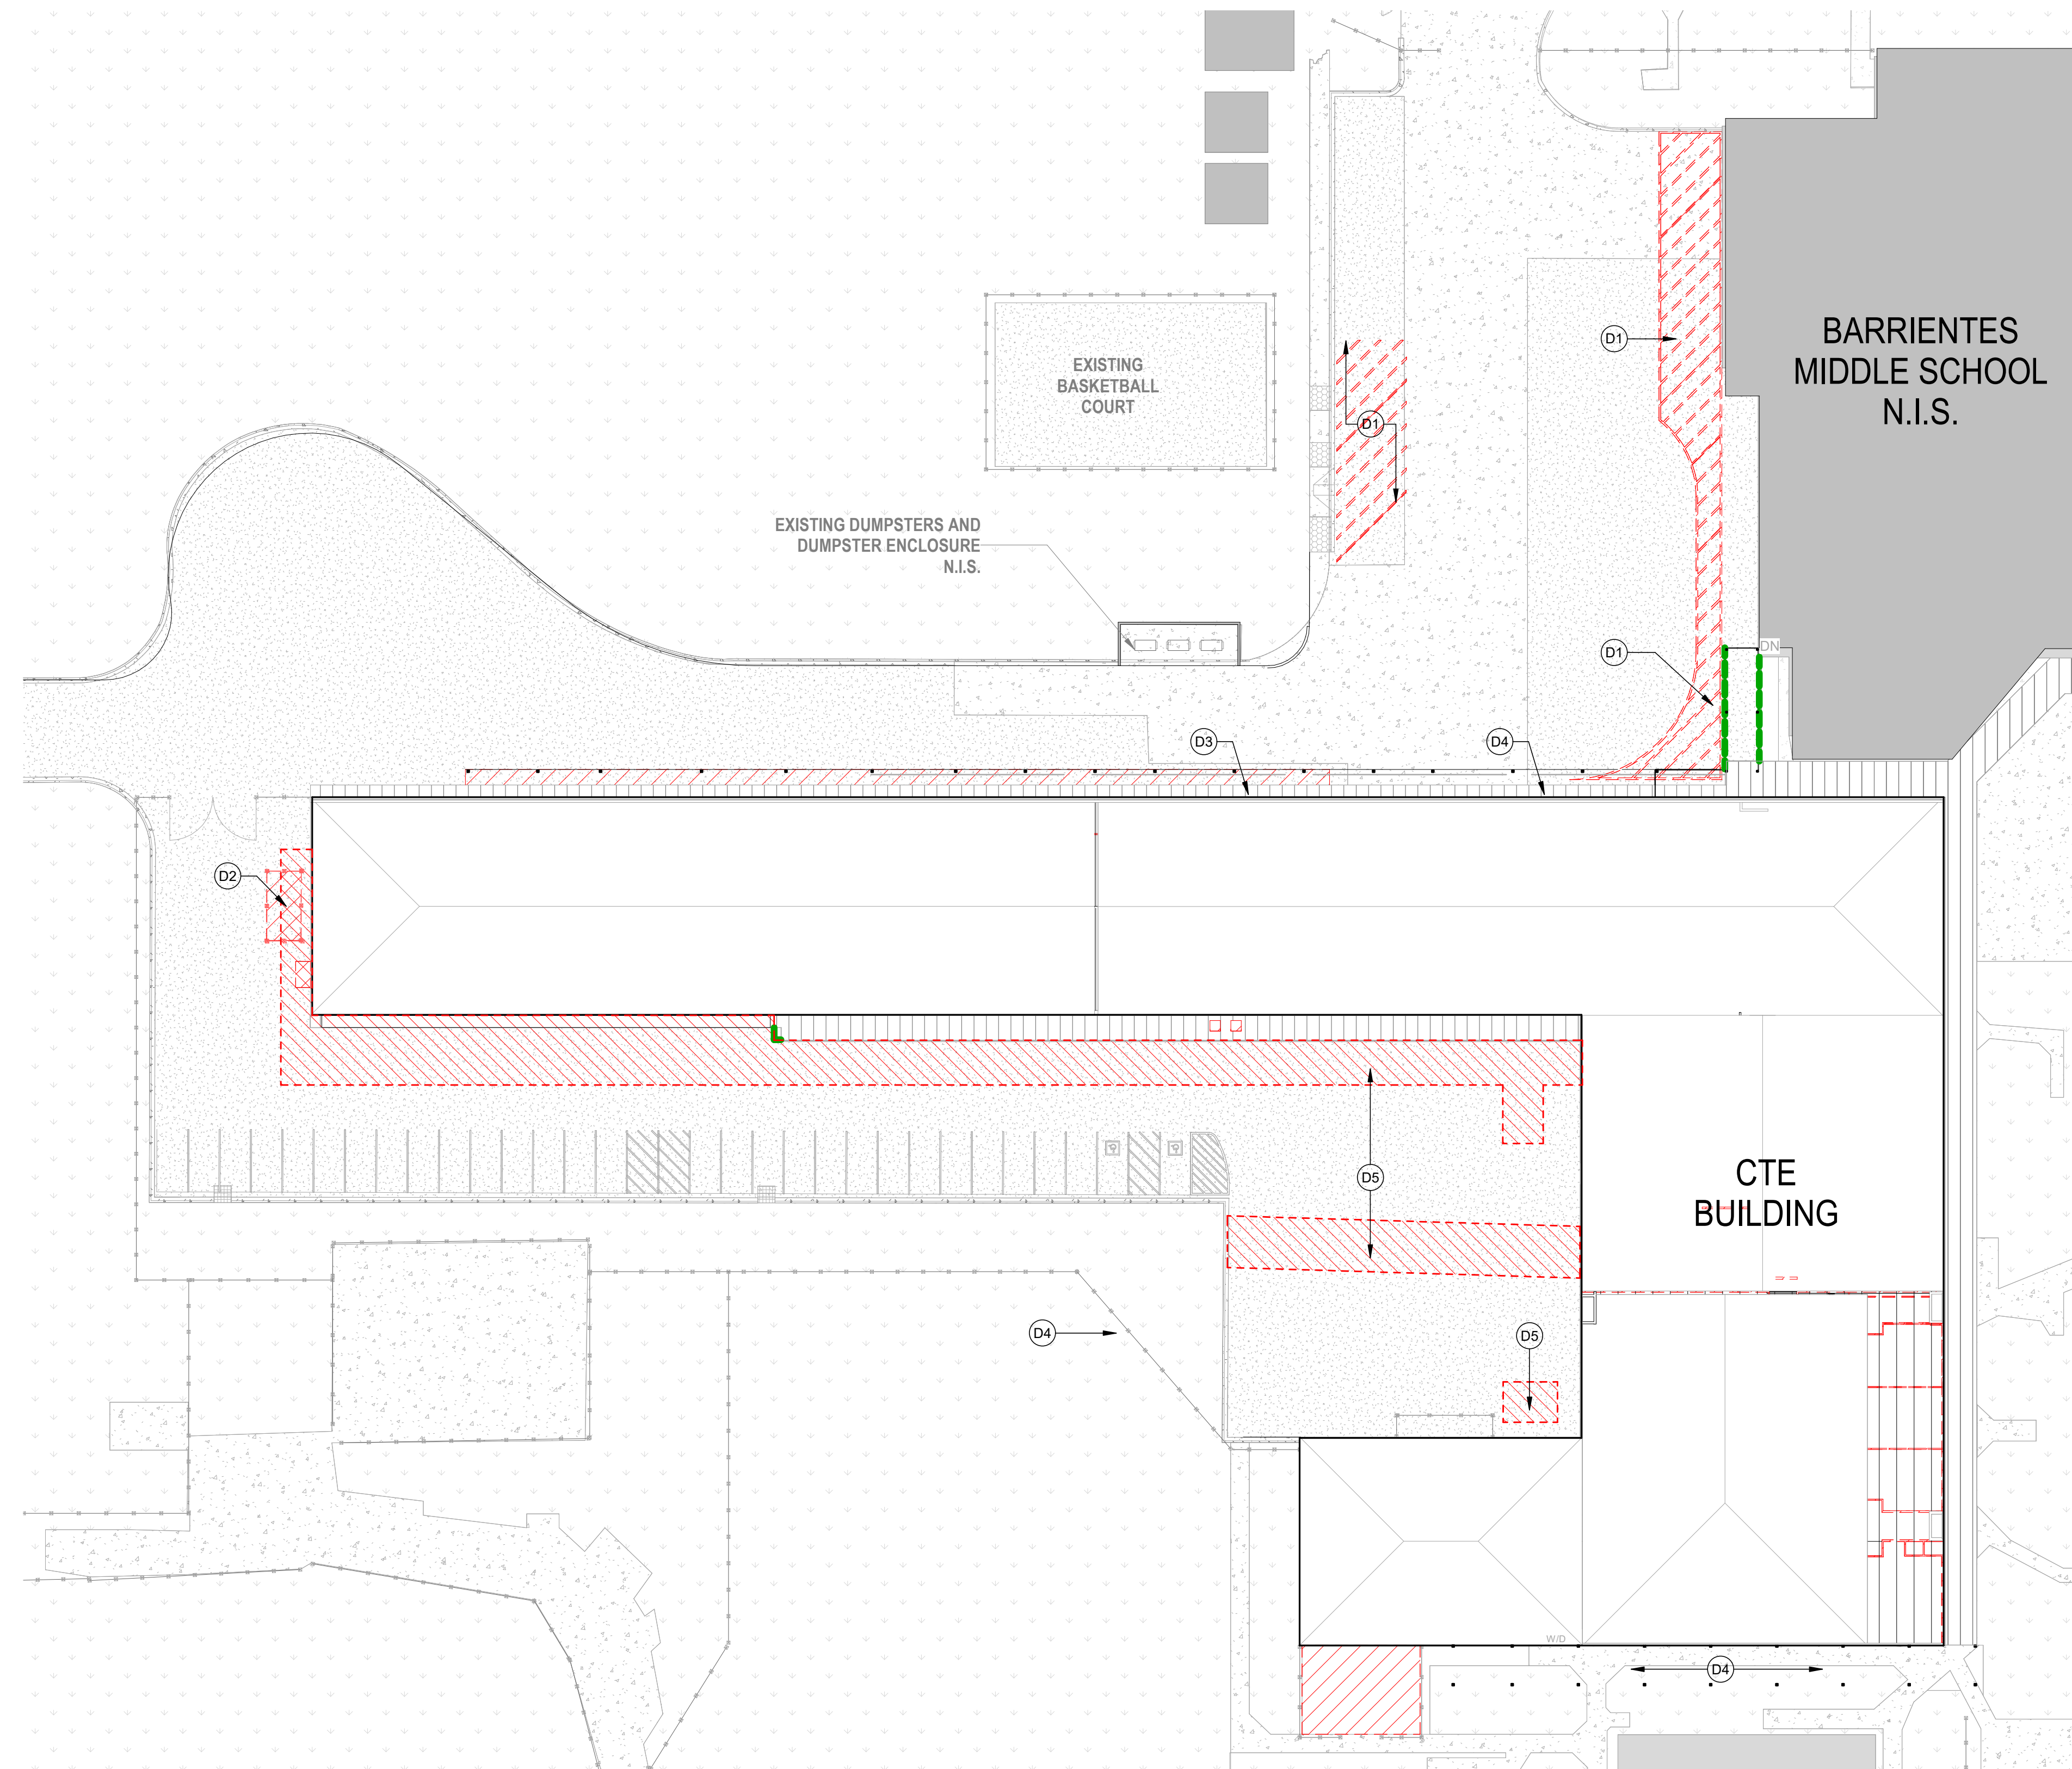 BARRIENTES
MIDDLE SCHOOL
N.I.S.
D1
EXISTING
BASKETBALL
COURT
D1
EXISTING DUMPSTERS AND
DUMPSTER ENCLOSURE
N.I.S.
DN
D1
D3
D4
D2
CTE
BUILDING
D5
D4
D5
W/D
D4